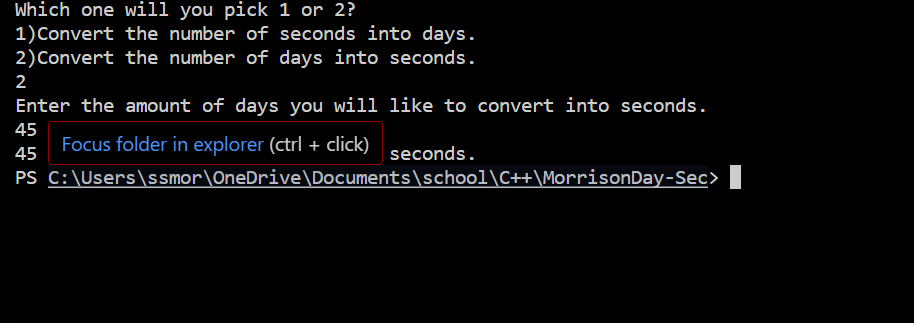 Which one will you pick 1 or 2?
1)Convert the number of seconds into days.
2)Convert the number of days into seconds.
2
Enter the amount of days you will like to convert into seconds.
45
Focus folder in explorer (ctrl + click)
45 seconds.
PS C:\Users\ssmor\OneDrive\Documents\school\C++\MorrisonDay-Sec>